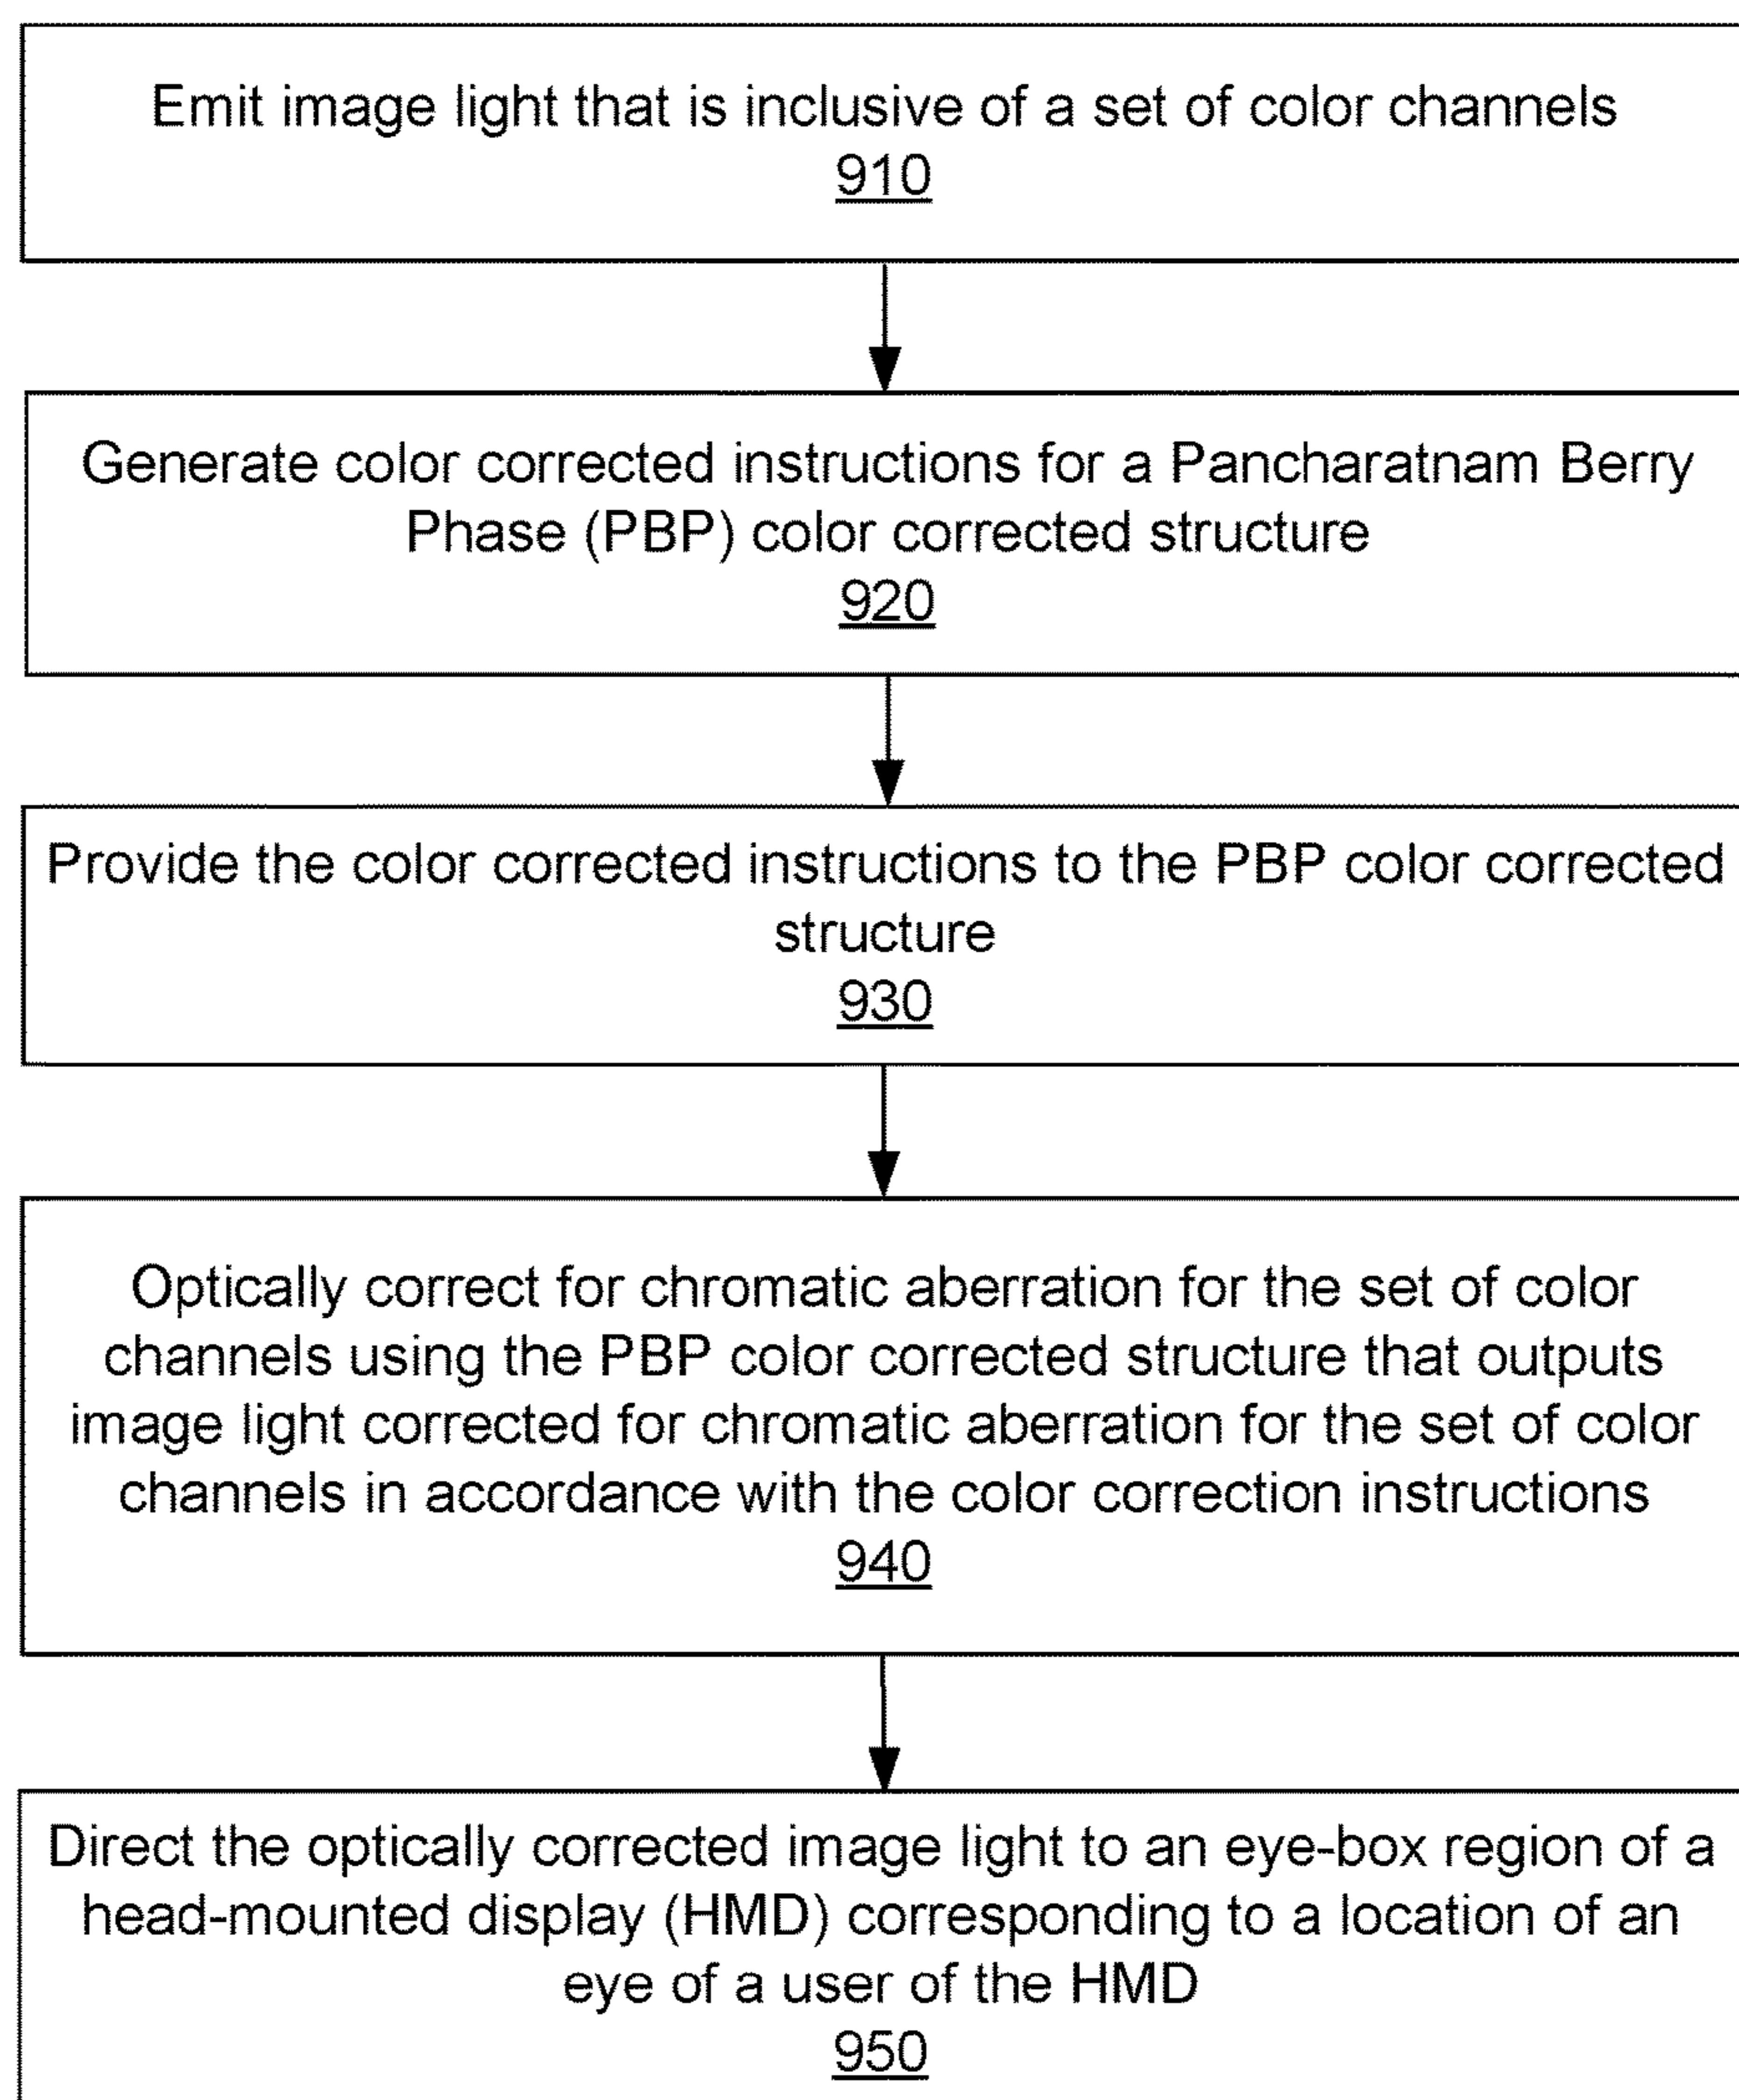 Emit image light that is inclusive of a set of color channels
910
Generate color corrected instructions for a Pancharatnam Berry
Phase (PBP) color corrected structure
920
Provide the color corrected instructions to the PBP color corrected
structure
930
Optically correct for chromatic aberration for the set of color
channels using the PBP color corrected structure that outputs
image light corrected for chromatic aberration for the set of color
channels in accordance with the color correction instructions
940
Direct the optically corrected image light to an eye-box region of a
head-mounted display (HMD) corresponding to a location of an
eye of a user of the HMD
950